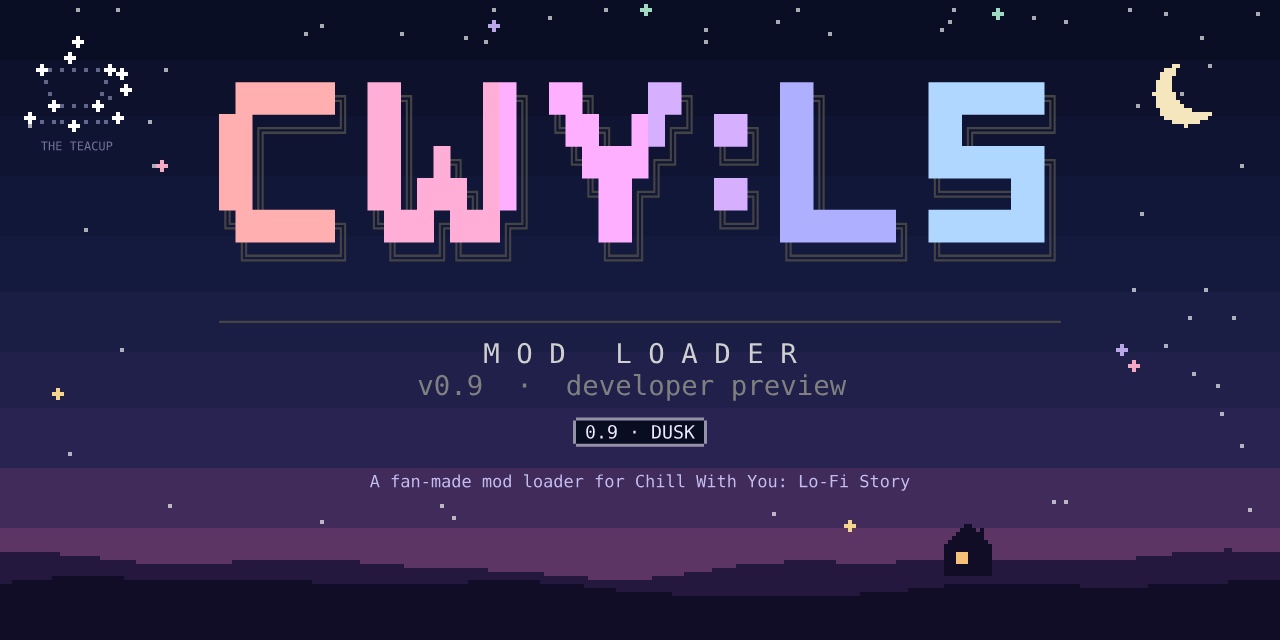 THE TEACUP
CWY:LS
MOD LOADER
v0.9 · developer preview
0.9 · DUSK
A fan-made mod loader for Chill With You: Lo-Fi Story